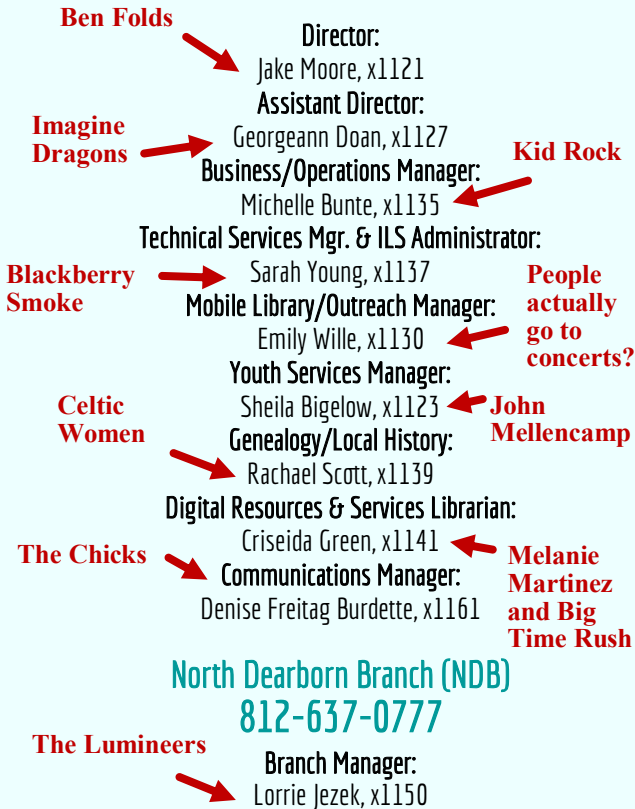 Ben Folds
Director:
Jake Moore, x1121
Assistant Director:
Imagine
Dragons
Georgeann Doan, x1127
Business/Operations Manager:
Kid Rock
Michelle Bunte, x1135
Technical Services Mgr. & ILS Administrator:
Blackberry
Smoke
Sarah Young, x1137
Mobile Library/Outreach Manager:
People
actually
go to
concerts?
Emily Wille, x1130
Youth Services Manager:
Sheila Bigelow, x1123
John
Mellencamp
Celtic
Women
Genealogy/Local History:
Rachael Scott, x1139
Digital Resources & Services Librarian:
Criseida Green, x1141
Melanie
Martinez
and Big
Time Rush
The Chicks
Communications Manager:
Denise Freitag Burdette, x1161
North Dearborn Branch (NDB)
812-637-0777
The Lumineers
Branch Manager:
Lorrie Jezek, x1150